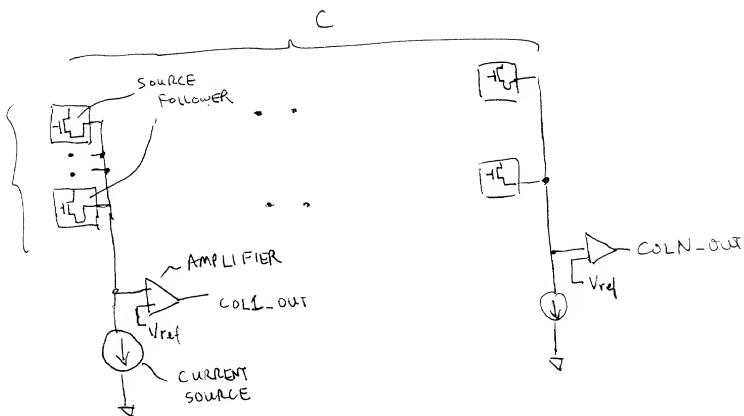 C
SOURCE
FOLLOWER
AMPLIFIER
COL1_OUT
Vref
CURRENT
SOURCE
COLN_OUT
Vref